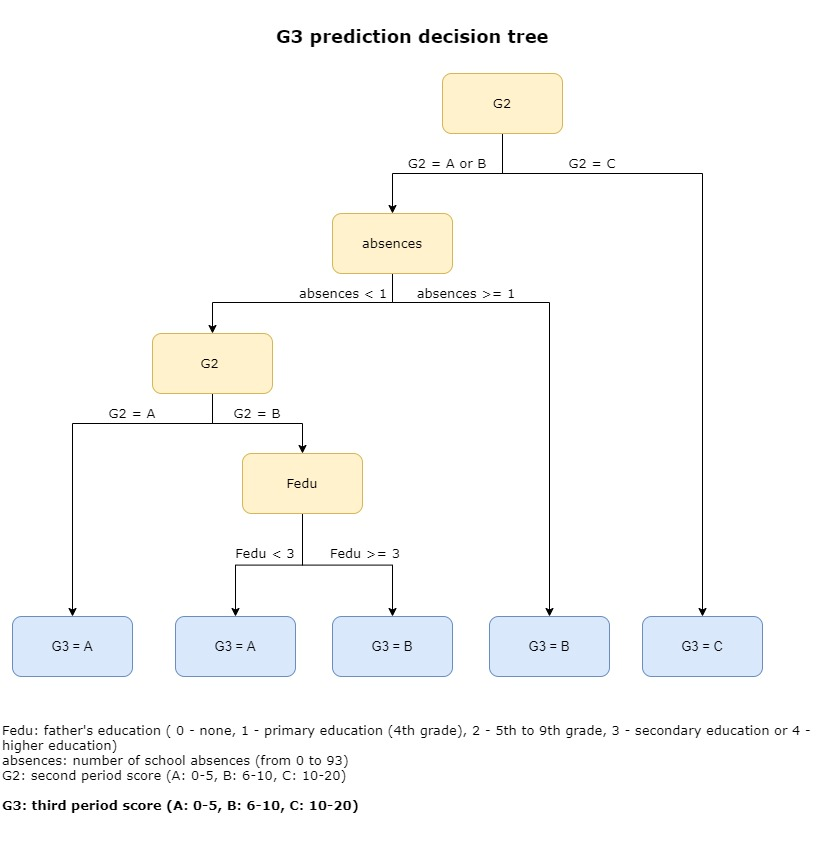 G3 prediction decision tree
G2
G2 = A or B
G2 = C
absences
absences < 1
absences >= 1
G2
G2 = A
G2 = B
Fedu
Fedu < 3
Fedu >= 3
G3 = A
G3 = A
G3 = B
G3 = B
G3 = C
Fedu: father's education ( 0 - none, 1 - primary education (4th grade), 2 - 5th to 9th grade, 3 - secondary education or 4 -
higher education)
absences: number of school absences (from 0 to 93)
G2: second period score (A: 0-5, B: 6-10, C: 10-20)
G3: third period score (A: 0-5, B: 6-10, C: 10-20)